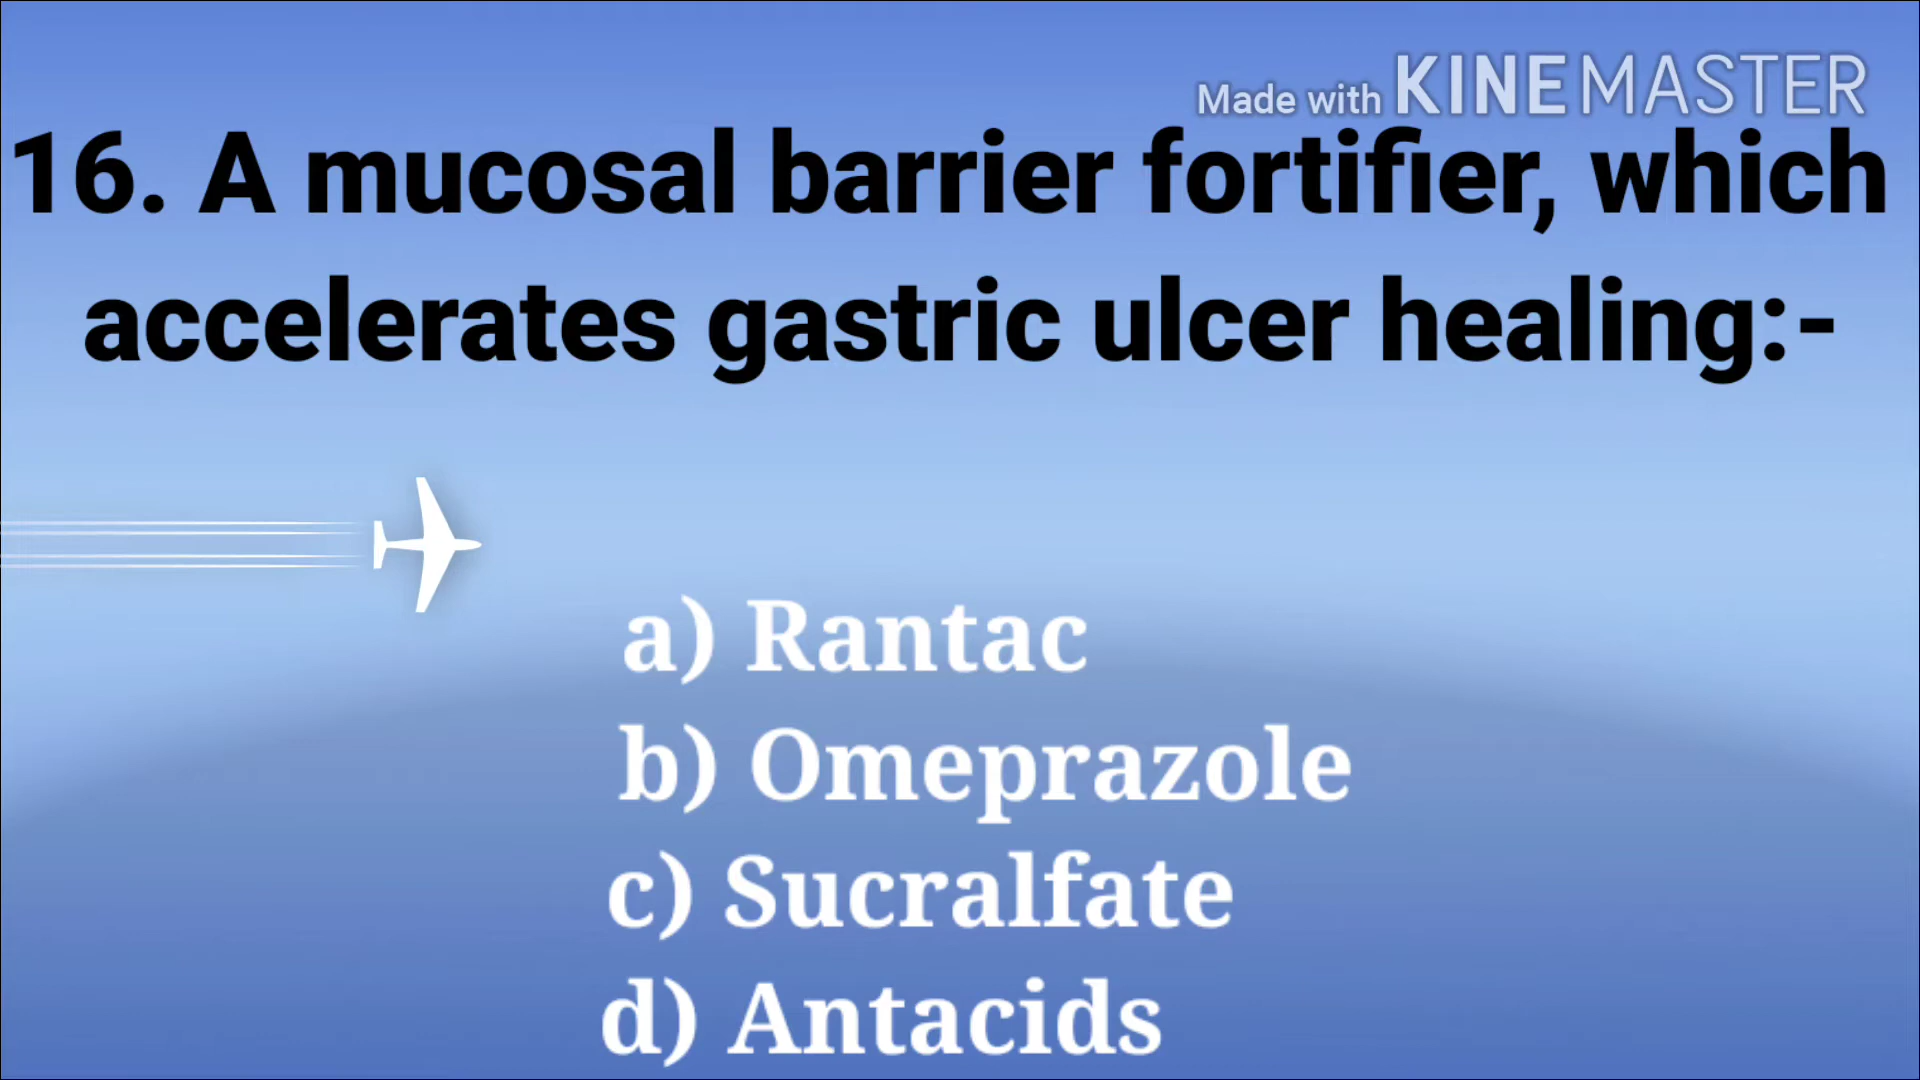 Made with KINEMASTER
16. A mucosal barrier fortifier, which
accelerates gastric ulcer healing:-
a) Rantac
b) Omeprazole
c) Sucralfate
d) Antacids